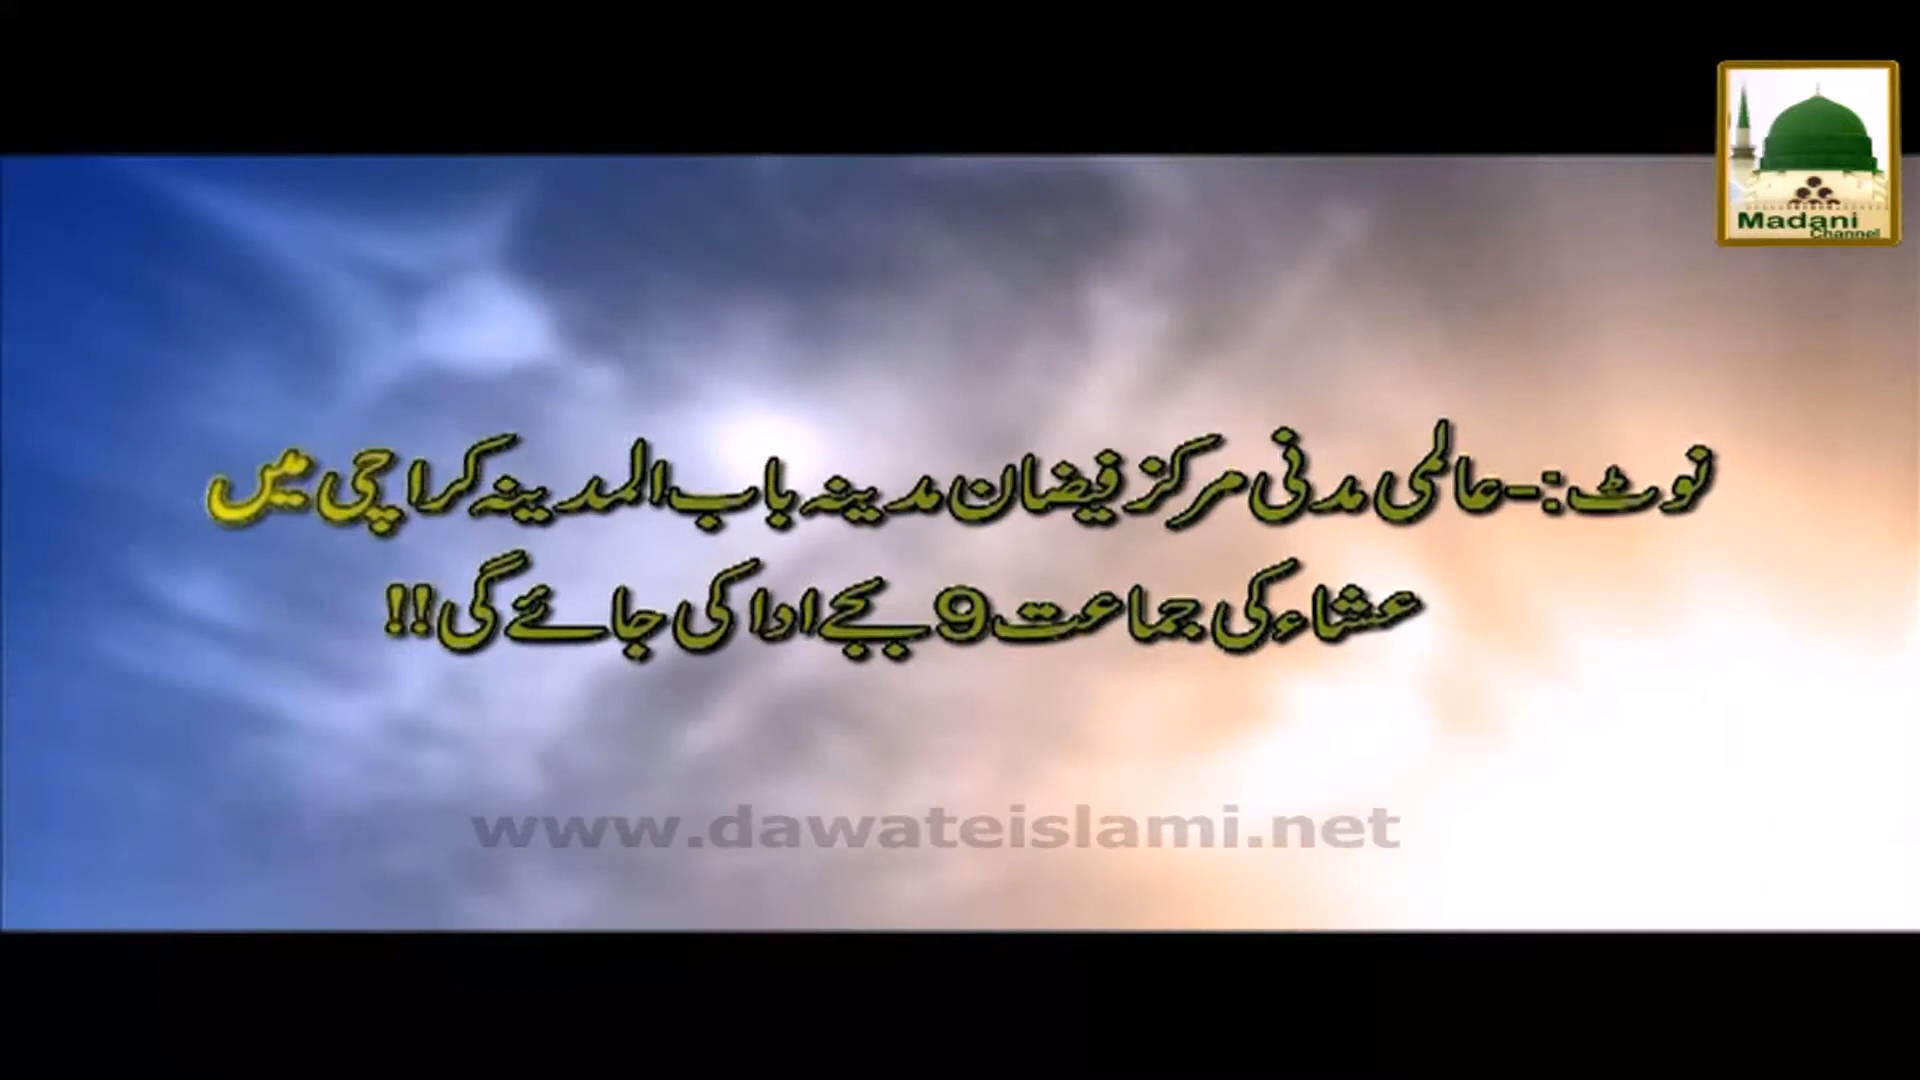 Madani
Channel
نوٹ:-عالمی مدنی مرکز فیضان مدینہ باب المدینہ کراچی میں
عشاء کی جماعت 9 بجے ادا کی جائے گی!!
www.dawateislami.net